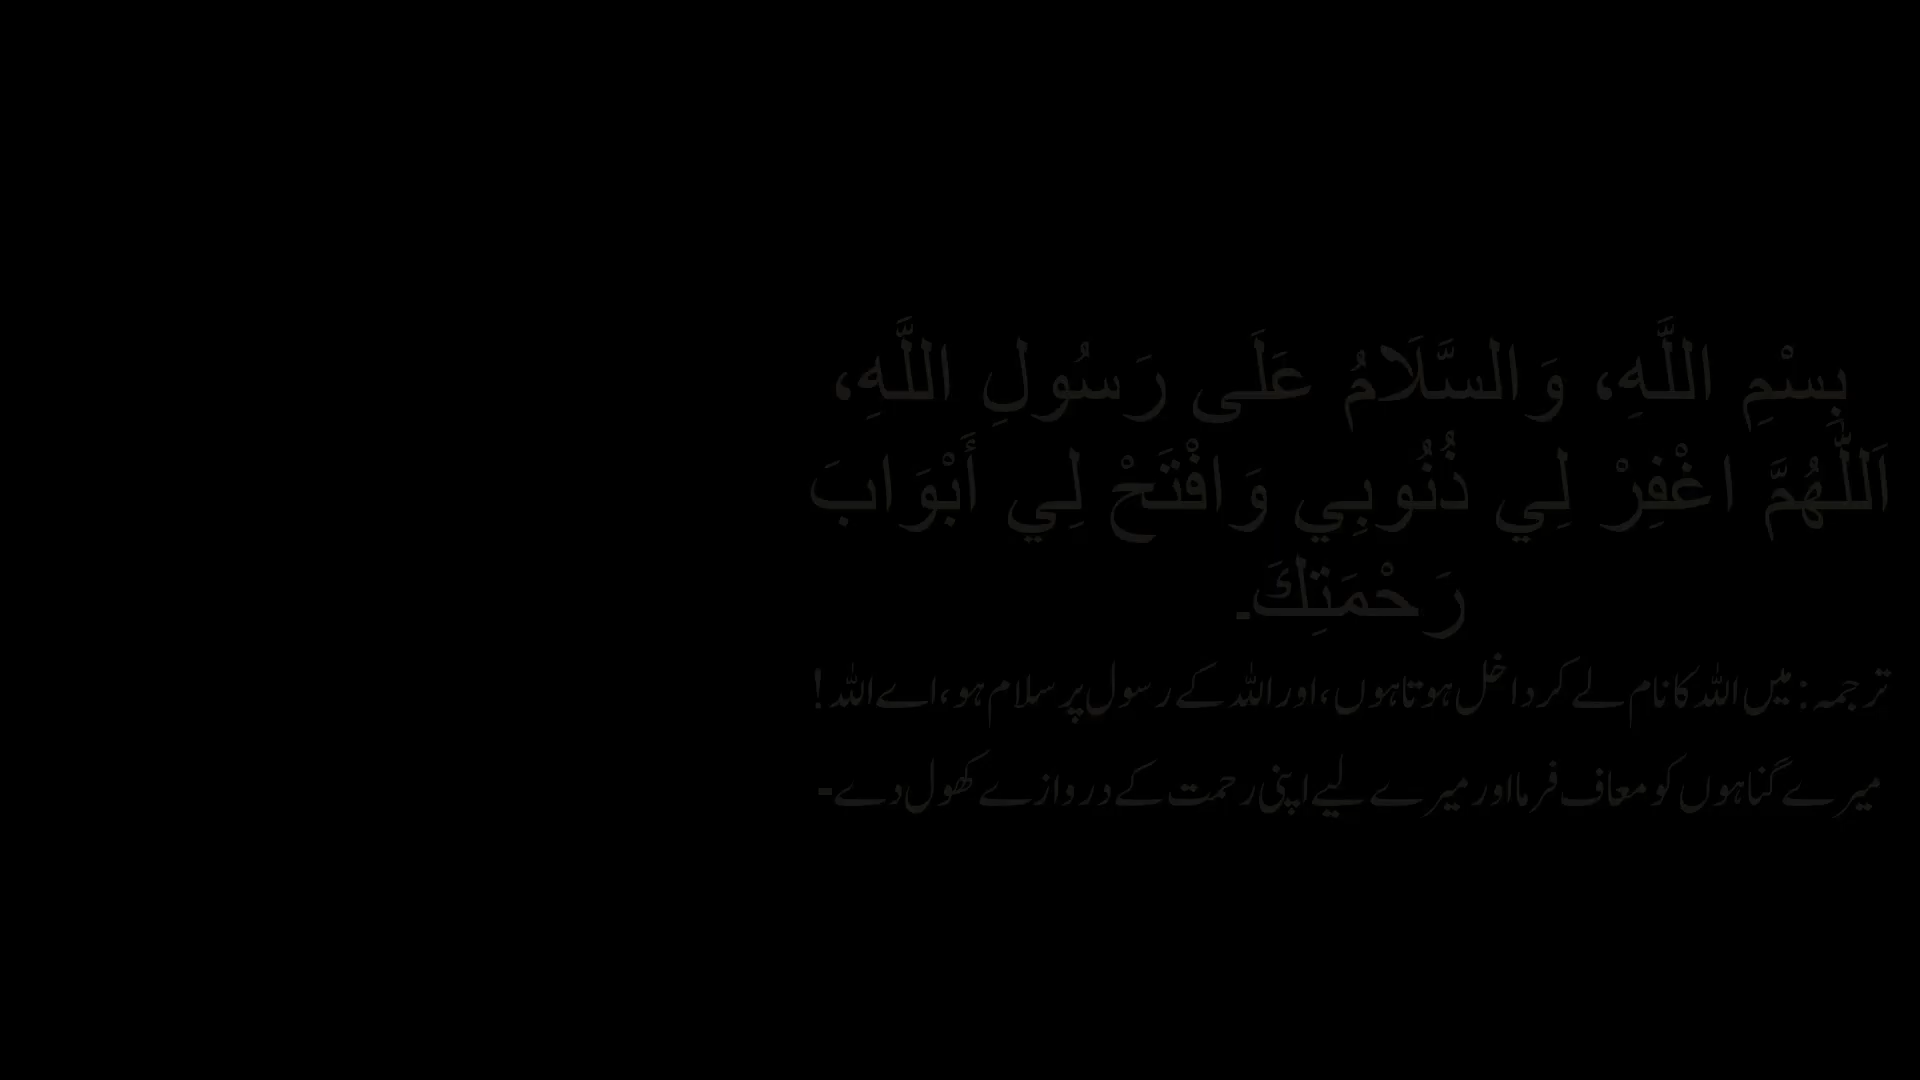 بِسْمِ اللَّهِ، وَالسَّلَامُ عَلَى رَسُولِ اللَّهِ،
اَللّٰهُمَّ اغْفِرْ لِي ذُنُوبِي وَافْتَحْ لِي أَبْوَابَ
رَحْمَتِكَ۔
ترجمہ: میں اللہ کا نام لے کر داخل ہوتا ہوں، اور اللہ کے رسول پر سلام ہو، اے اللہ!
میرے گناہوں کو معاف فرما اور میرے لیے اپنی رحمت کے دروازے کھول دے۔